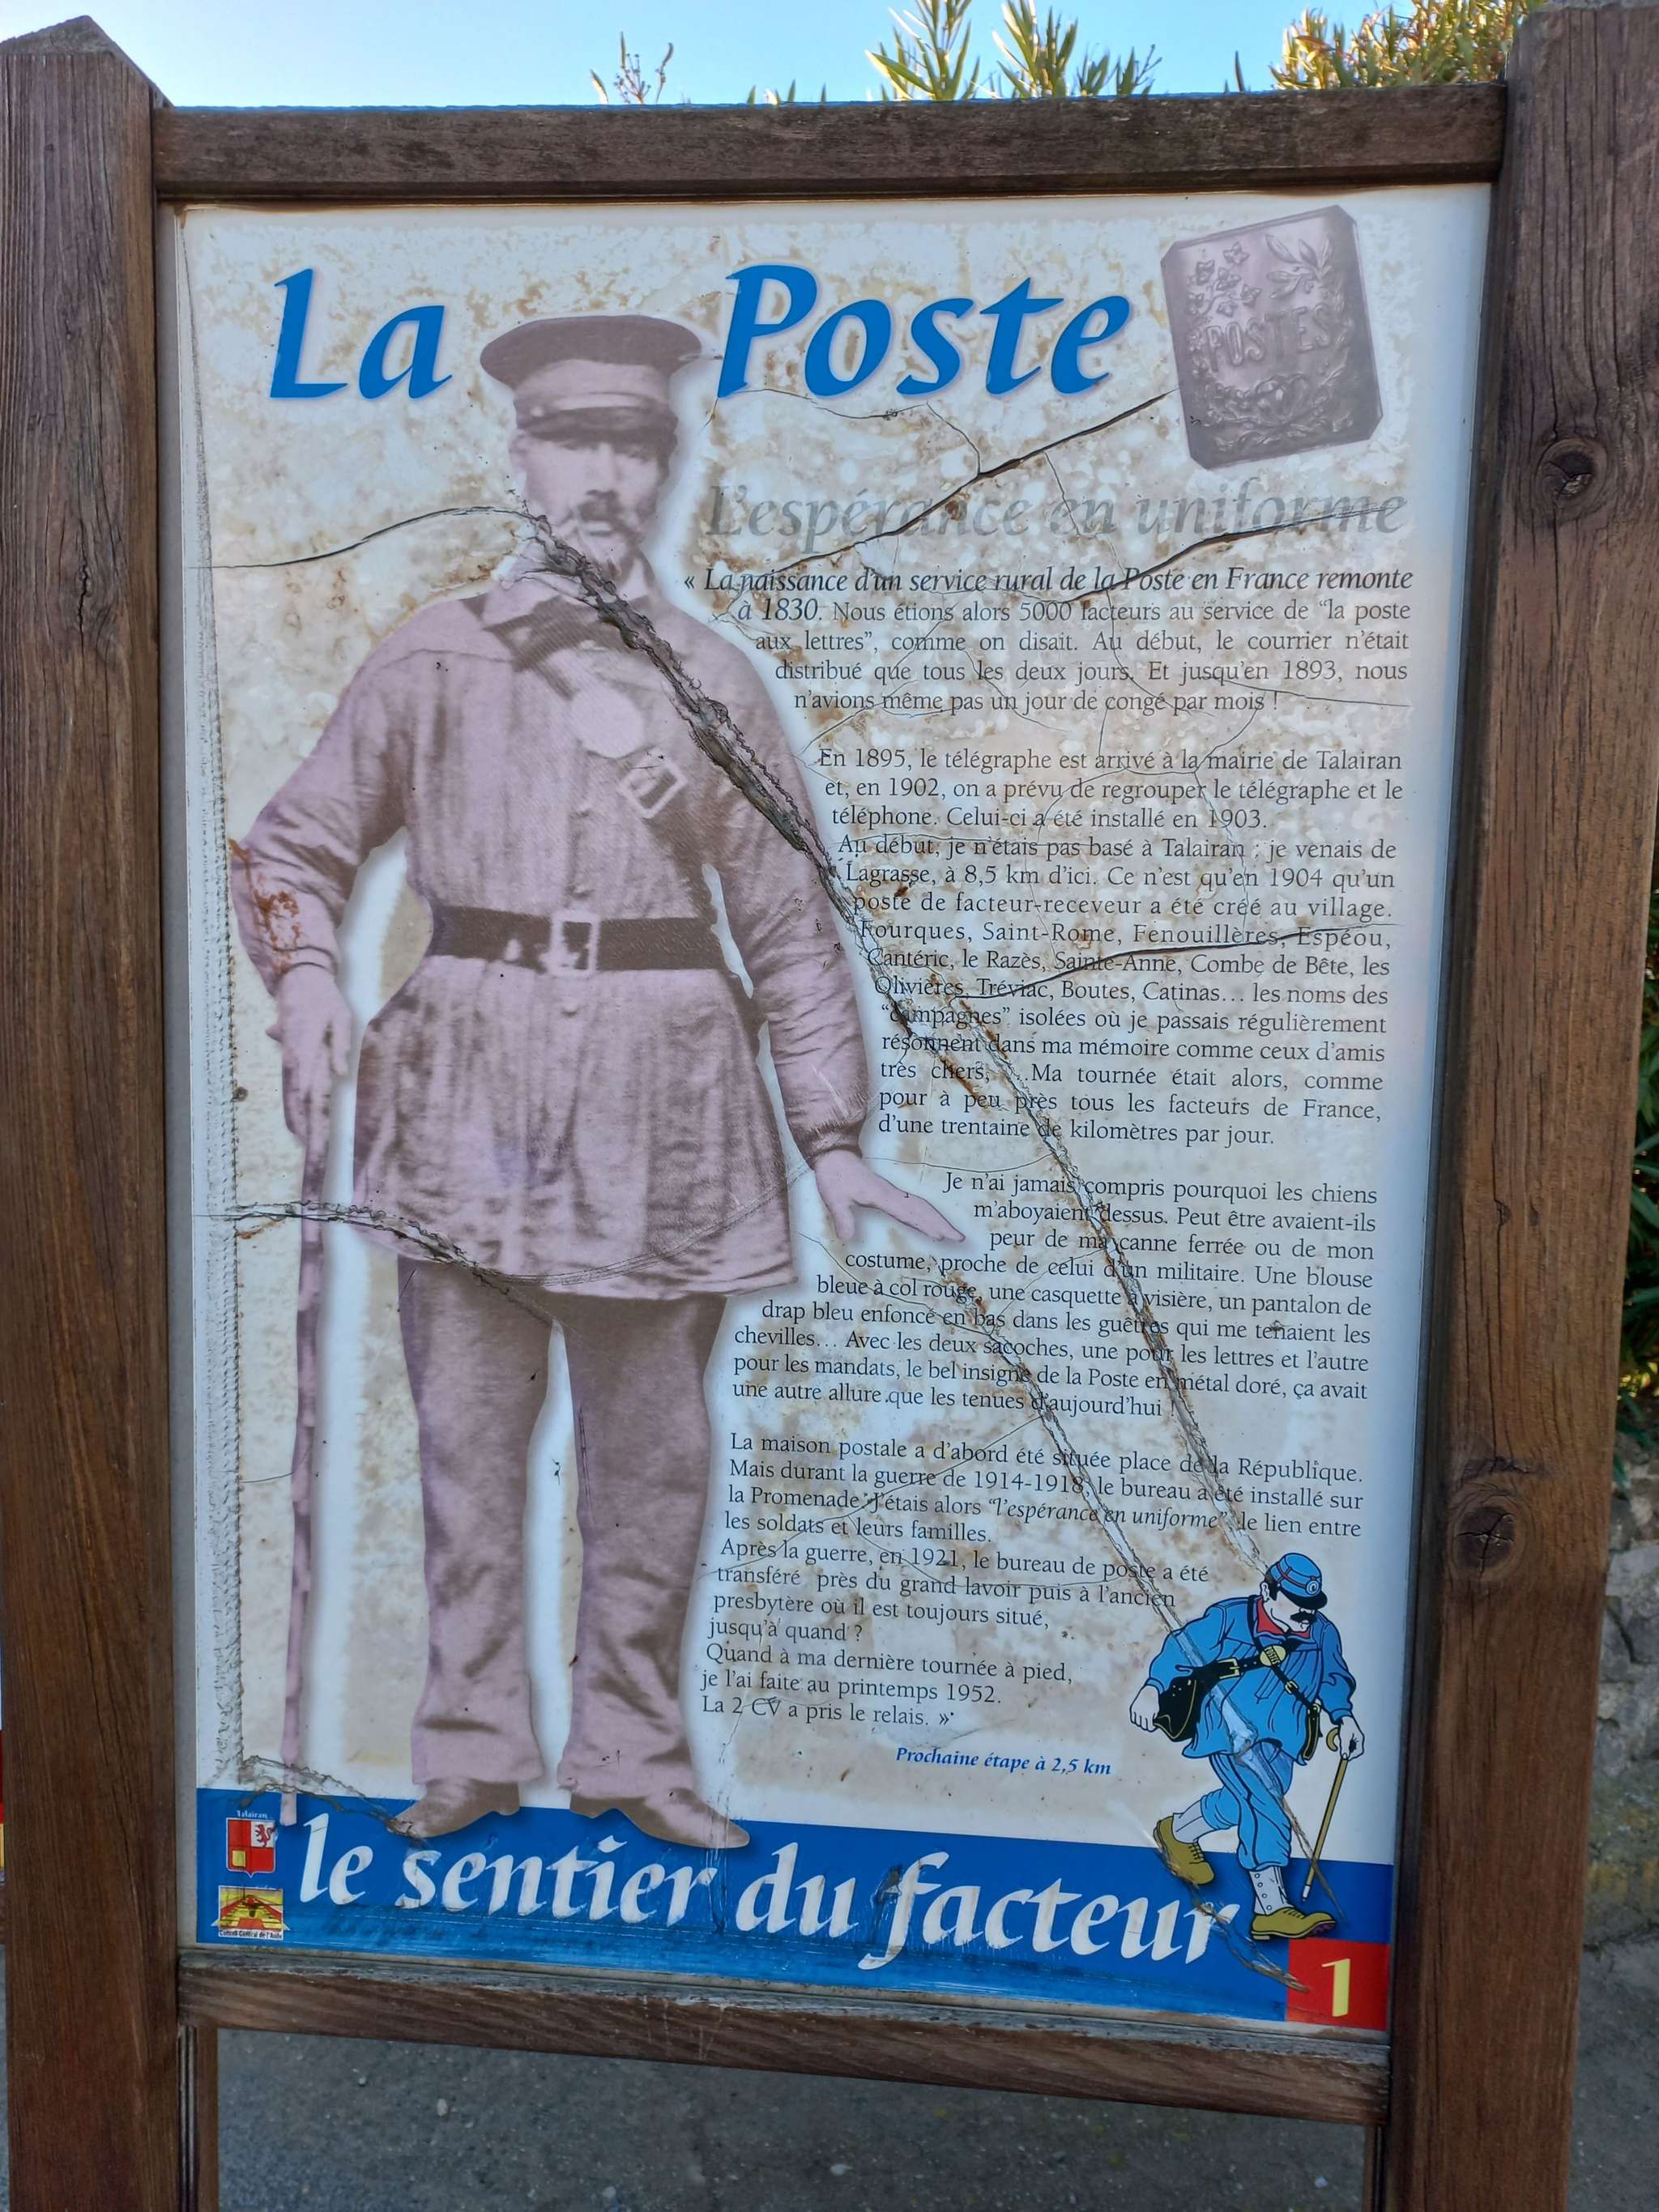 La Poste
POSTES
L'espérance en uniforme
« La naissance d'un service rural de la Poste en France remonte
à 1830. Nous étions alors 5000 facteurs au service de "la poste
aux lettres", comme on disait. Au début, le courrier n'était
distribué que tous les deux jours. Et jusqu'en 1893, nous
n'avions même pas un jour de congé par mois !
En 1895, le télégraphe est arrivé à la mairie de Talairan
et, en 1902, on a prévu de regrouper le télégraphe et le
téléphone. Celui-ci a été installé en 1903.
Au début, je n'étais pas basé à Talairan : je venais de
Lagrasse, à 8,5 km d'ici. Ce n'est qu'en 1904 qu'un
poste de facteur-receveur a été créé au village.
Fourques, Saint-Rome, Fenouillères, Espéou,
Cantéric, le Razès, Sainte-Anne, Combe de Bête, les
Olivières, Tréviac, Boutes, Catinas... les noms des
"campagnes" isolées où je passais régulièrement
résonnent dans ma mémoire comme ceux d'amis
très chers, ...Ma tournée était alors, comme
pour à peu près tous les facteurs de France,
d'une trentaine de kilomètres par jour.
Je n'ai jamais compris pourquoi les chiens
m'aboyaient dessus. Peut être avaient-ils
peur de ma canne ferrée ou de mon
costume, proche de celui d'un militaire. Une blouse
bleue à col rouge, une casquette à visière, un pantalon de
drap bleu enfoncé en bas dans les guêtres qui me tenaient les
chevilles... Avec les deux sacoches, une pour les lettres et l'autre
pour les mandats, le bel insigne de la Poste en métal doré, ça avait
une autre allure que les tenues d'aujourd'hui !
La maison postale a d'abord été située place de la République.
Mais durant la guerre de 1914-1918, le bureau a été installé sur
la Promenade. J'étais alors "l'espérance en uniforme", le lien entre
les soldats et leurs familles.
Après la guerre, en 1921, le bureau de poste a été
transféré près du grand lavoir puis à l'ancien
presbytère où il est toujours situé,
jusqu'à quand ?
Quand à ma dernière tournée à pied,
je l'ai faite au printemps 1952.
La 2 CV a pris le relais. »
Prochaine étape à 2,5 km
Talairan
Conseil Général de l'Aude
le sentier du facteur
1